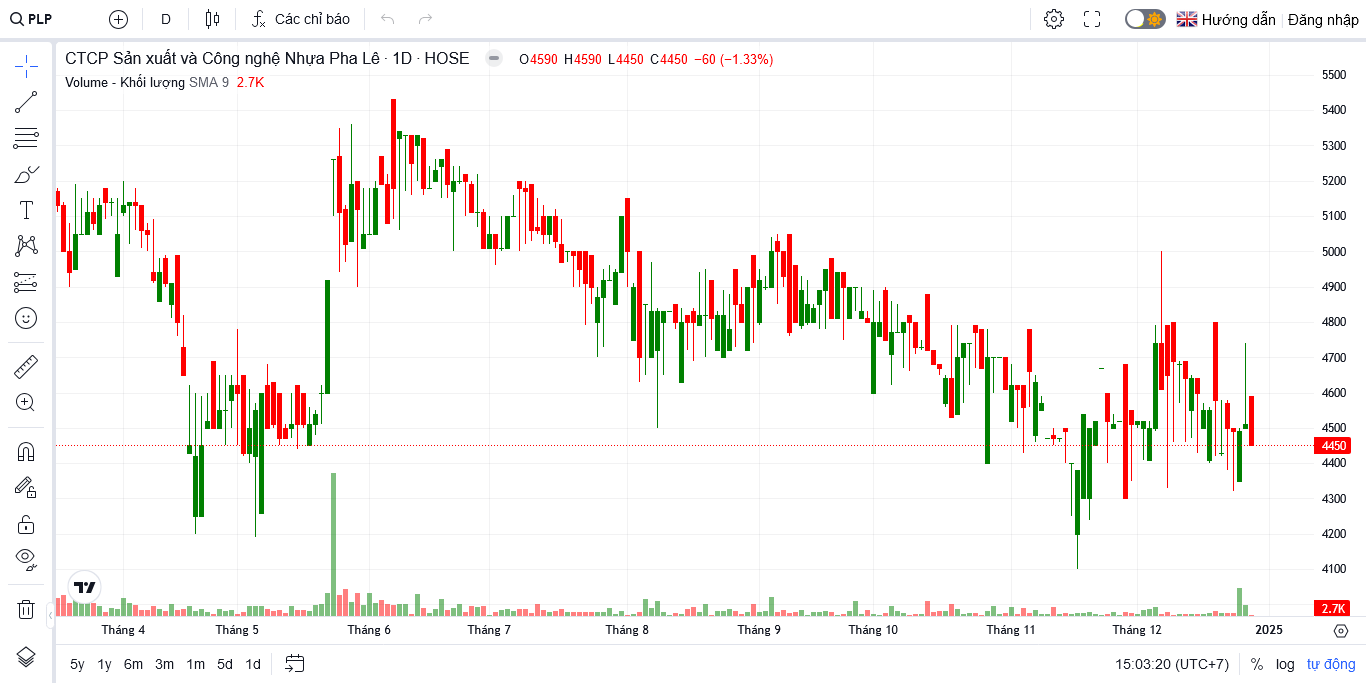 PLP D Các chỉ báo Hướng dẫn Đăng nhập
CTCP Sản xuất và Công nghệ Nhựa Pha Lê · 1D · HOSE O4590 H4590 L4450 C4450 −60 (−1.33%)
Volume - Khối lượng SMA 9 2.7K
5500
5400
5300
5200
5100
5000
4900
4800
4700
4600
4500
4450
4400
4300
4200
4100
2.7K
Tháng 4 Tháng 5 Tháng 6 Tháng 7 Tháng 8 Tháng 9 Tháng 10 Tháng 11 Tháng 12 2025
5y 1y 6m 3m 1m 5d 1d 15:03:20 (UTC+7) % log tự động